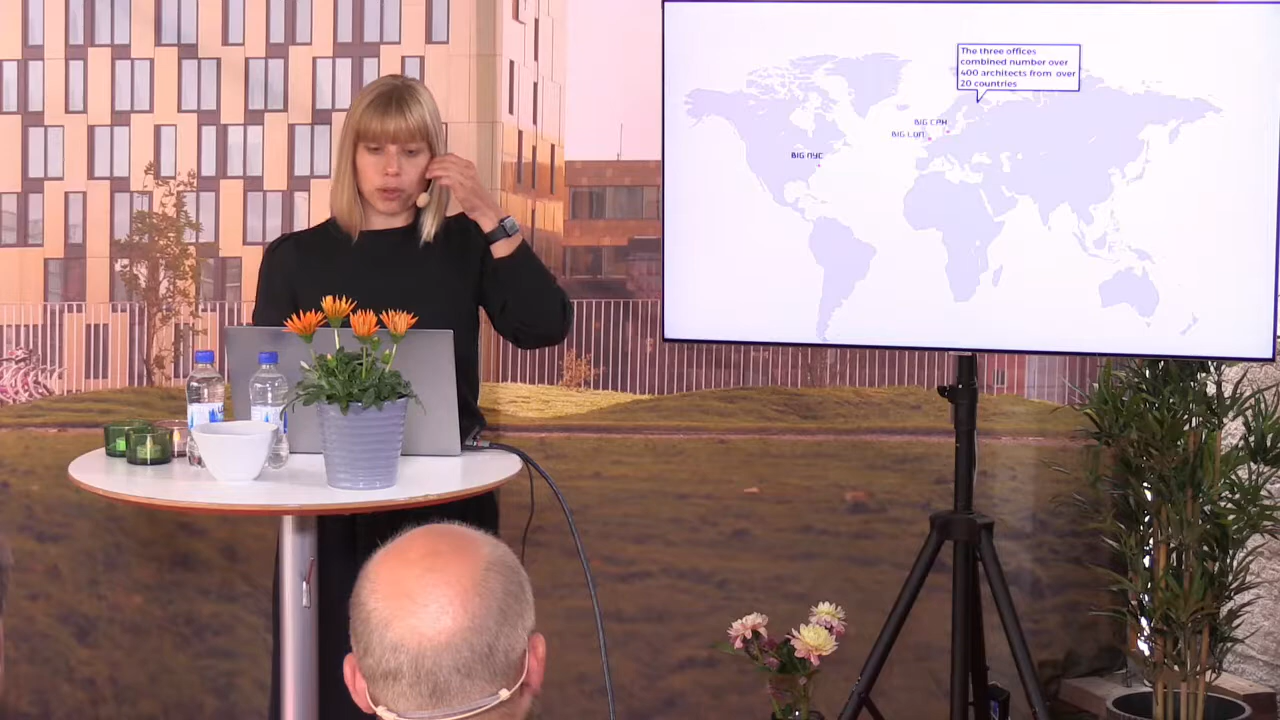 The three offices
combined number over
400 architects from over
20 countries
BIG CPH
BIG LON
BIG NYC